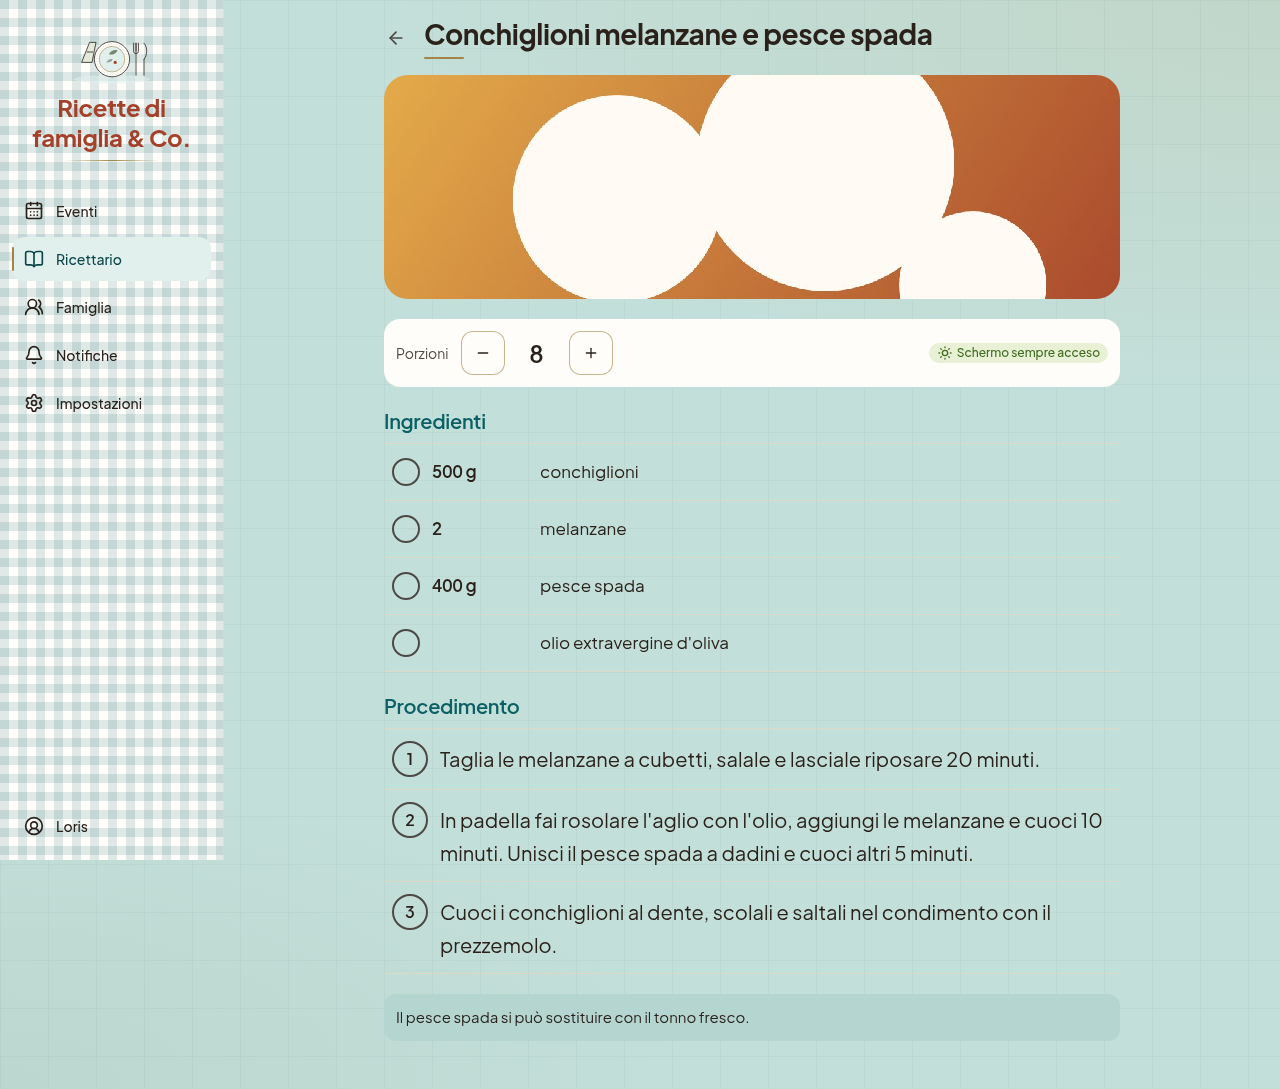 Ricette di
famiglia & Co.
Eventi
Ricettario
Famiglia
Notifiche
Impostazioni
Loris
Conchiglioni melanzane e pesce spada
Porzioni
8
Schermo sempre acceso
Ingredienti
500 g conchiglioni
2 melanzane
400 g pesce spada
olio extravergine d'oliva
Procedimento
1 Taglia le melanzane a cubetti, salale e lasciale riposare 20 minuti.
2 In padella fai rosolare l'aglio con l'olio, aggiungi le melanzane e cuoci 10
minuti. Unisci il pesce spada a dadini e cuoci altri 5 minuti.
3 Cuoci i conchiglioni al dente, scolali e saltali nel condimento con il
prezzemolo.
Il pesce spada si può sostituire con il tonno fresco.